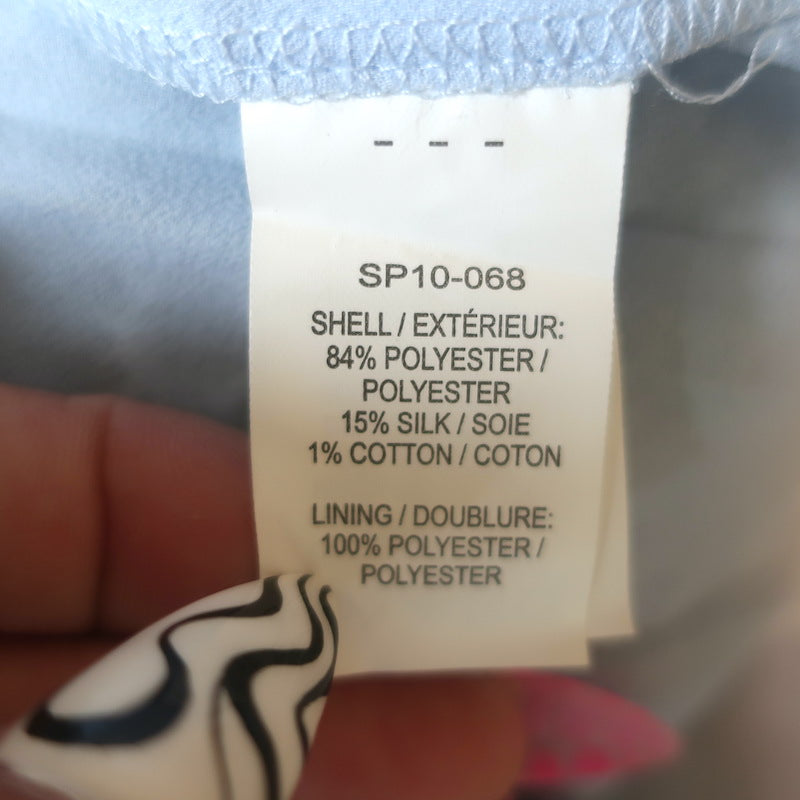 - - -
SP10-068
SHELL / EXTÉRIEUR:
84% POLYESTER /
POLYESTER
15% SILK / SOIE
1% COTTON / COTON
LINING / DOUBLURE:
100% POLYESTER /
POLYESTER